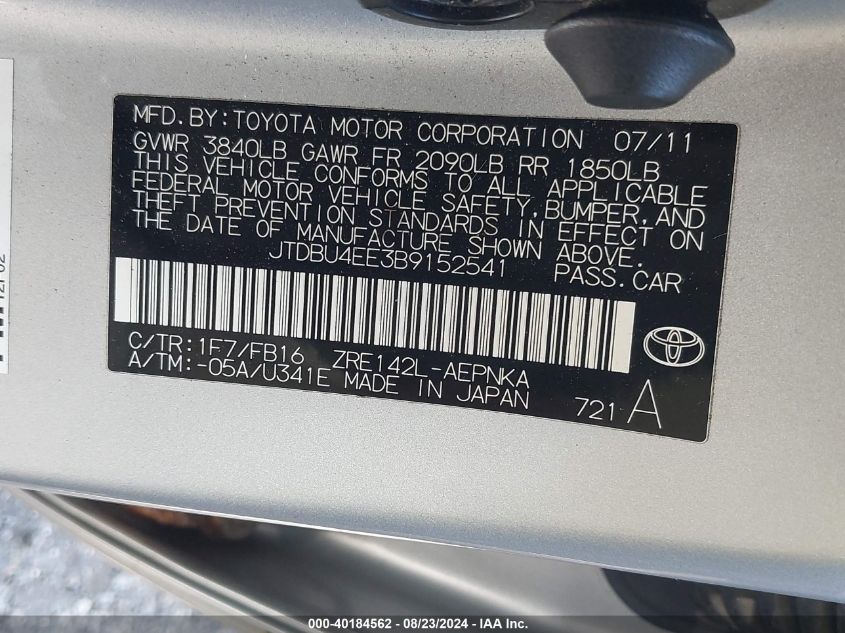 MFD.BY:TOYOTA MOTOR CORPORATION 07/11
GVWR 3840LB GAWR FR 2090LB RR 1850LB
THIS VEHICLE CONFORMS TO ALL APPLICABLE
FEDERAL MOTOR VEHICLE SAFETY,BUMPER,AND
THEFT PREVENTION STANDARDS IN EFFECT ON
THE DATE OF MANUFACTURE SHOWN ABOVE.
JTDBU4EE3B9152541 PASS.CAR
C/TR:1F7/FB16 ZRE142L-AEPNKA
A/TM:-05A/U341E MADE IN JAPAN 721 A
000-40184562 - 08/23/2024 - IAA Inc.